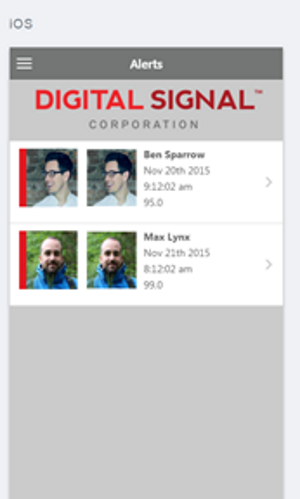 iOS
Alerts
DIGITAL SIGNAL™
CORPORATION
Ben Sparrow
Nov 20th 2015
9:12:02 am
95.0
Max Lynx
Nov 21th 2015
8:12:02 am
99.0